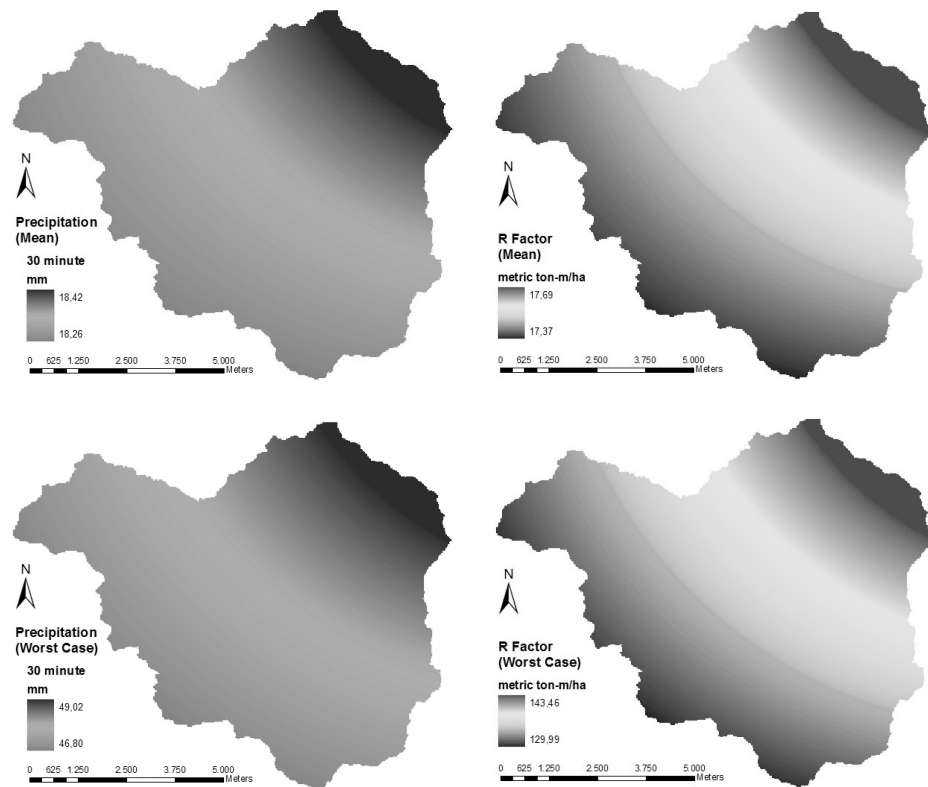 N
Precipitation
(Mean)
30 minute
mm
18,42
18,26
0 625 1.250 2.500 3.750 5.000
Meters
N
R Factor
(Mean)
metric ton-m/ha
17,69
17,37
0 625 1.250 2.500 3.750 5.000
Meters
N
Precipitation
(Worst Case)
30 minute
mm
49,02
46,80
0 625 1.250 2.500 3.750 5.000
Meters
N
R Factor
(Worst Case)
metric ton-m/ha
143,46
129,99
0 625 1.250 2.500 3.750 5.000
Meters